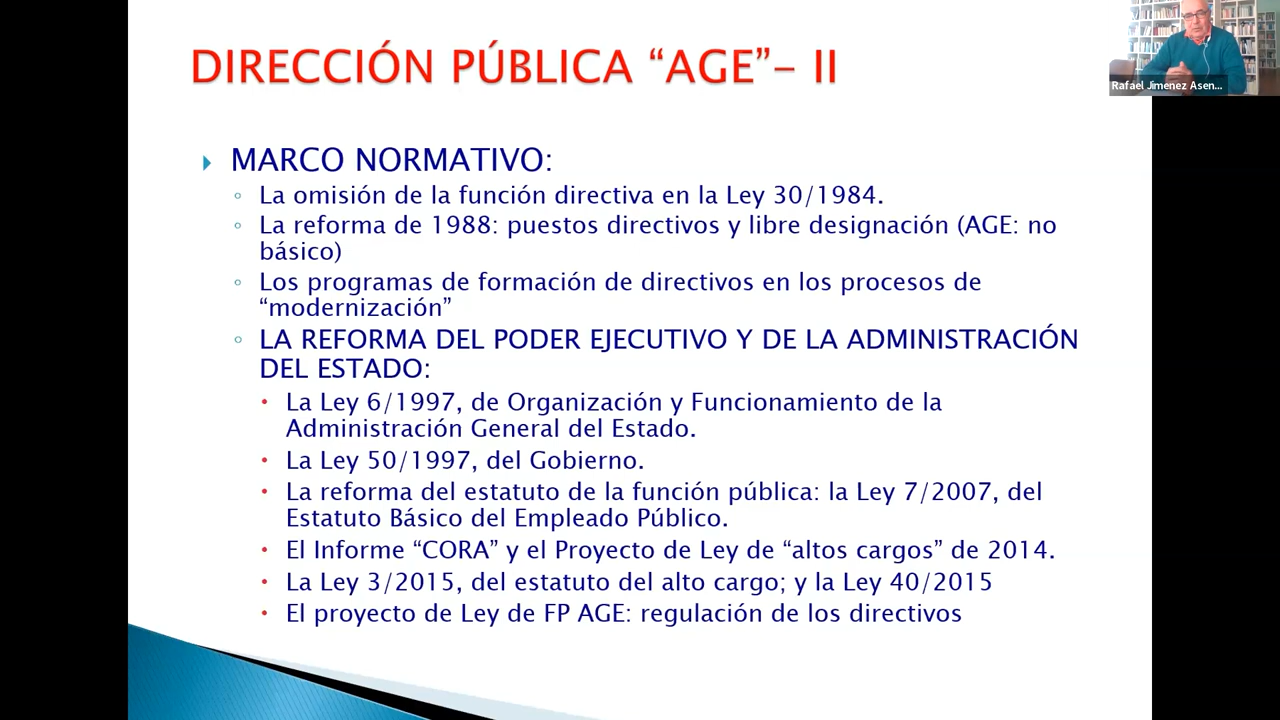 DIRECCIÓN PÚBLICA “AGE”- II
Rafael Jimenez Asen...
MARCO NORMATIVO:
La omisión de la función directiva en la Ley 30/1984.
La reforma de 1988: puestos directivos y libre designación (AGE: no
básico)
Los programas de formación de directivos en los procesos de
“modernización”
LA REFORMA DEL PODER EJECUTIVO Y DE LA ADMINISTRACIÓN
DEL ESTADO:
La Ley 6/1997, de Organización y Funcionamiento de la
Administración General del Estado.
La Ley 50/1997, del Gobierno.
La reforma del estatuto de la función pública: la Ley 7/2007, del
Estatuto Básico del Empleado Público.
El Informe “CORA” y el Proyecto de Ley de “altos cargos” de 2014.
La Ley 3/2015, del estatuto del alto cargo; y la Ley 40/2015
El proyecto de Ley de FP AGE: regulación de los directivos